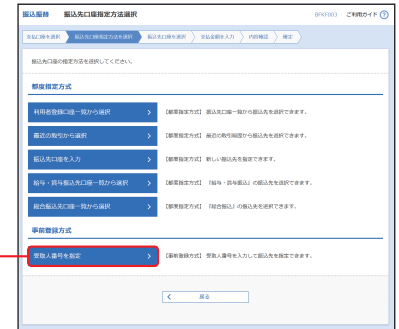 振込振替 振込先口座指定方法選択 BFKF003 ご利用ガイド ?
支払口座を選択 振込先口座指定方法を選択 振込先口座を選択 支払金額を入力 内容確認 確定
振込先口座の指定方法を選択してください。
都度指定方式
利用者登録口座一覧から選択 【都度指定方式】 振込先口座一覧から振込先を選択できます。
最近の取引から選択 【都度指定方式】 最近の取引履歴から振込先を選択できます。
振込先口座を入力 【都度指定方式】 新しい振込先を指定できます。
給与・賞与振込先口座一覧から選択 【都度指定方式】 『給与・賞与振込』の振込先を選択できます。
総合振込先口座一覧から選択 【都度指定方式】 『総合振込』の振込先を選択できます。
事前登録方式
受取人番号を指定 【事前登録方式】 受取人番号を入力して振込先を指定できます。
戻る